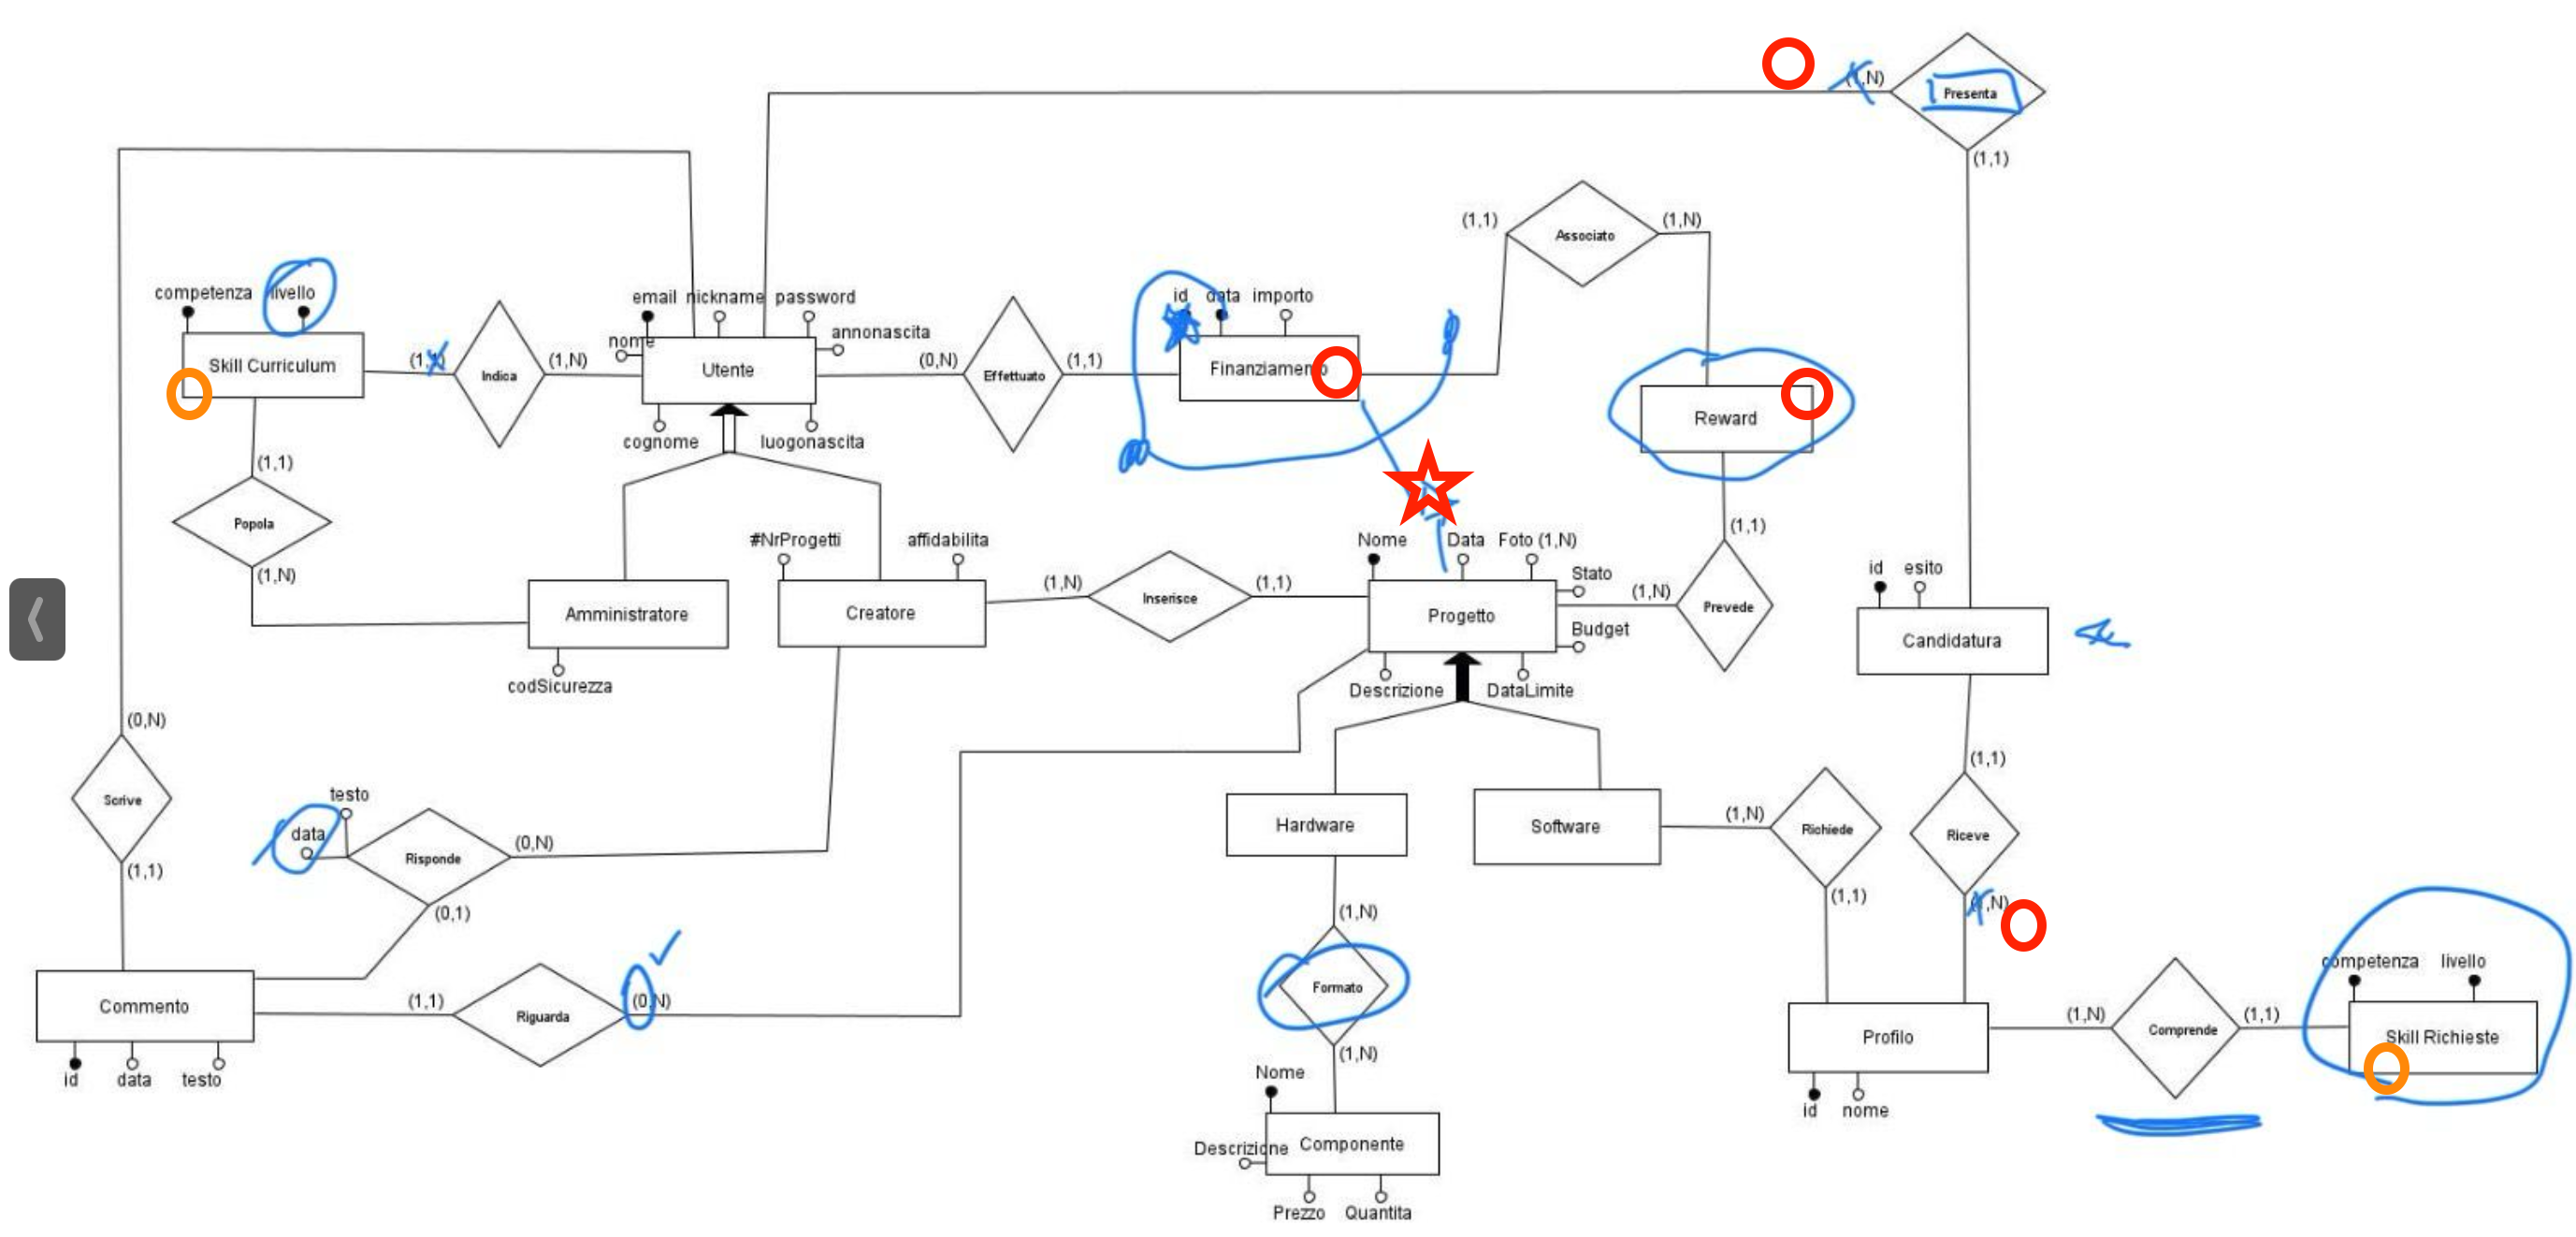 (1,N)
Presenta
(1,1)
(1,1)
Associato
(1,N)
competenza livello
email nickname password
id data importo
nome
annonascita
Skill Curriculum
(1,1)
Indica
(1,N)
Utente
(0,N)
Effettuato
(1,1)
Finanziamento
Reward
cognome
luogonascita
(1,1)
Popola
(1,N)
#NrProgetti
affidabilita
Nome
Data
Foto (1,N)
Stato
(1,1)
id esito
Amministratore
Creatore
(1,N)
Inserisce
(1,1)
Progetto
(1,N)
Prevede
Budget
Candidatura
codSicurezza
Descrizione
DataLimite
(0,N)
Scrive
(1,1)
testo
data
Risponde
(0,N)
(0,1)
Hardware
Software
(1,N)
Richiede
(1,1)
(1,1)
Riceve
(1,N)
(1,N)
Formato
(1,N)
Commento
(1,1)
Riguarda
(0,N)
id data testo
Profilo
(1,N)
Comprende
(1,1)
competenza livello
Skill Richieste
id nome
Nome
Descrizione
Componente
Prezzo Quantita